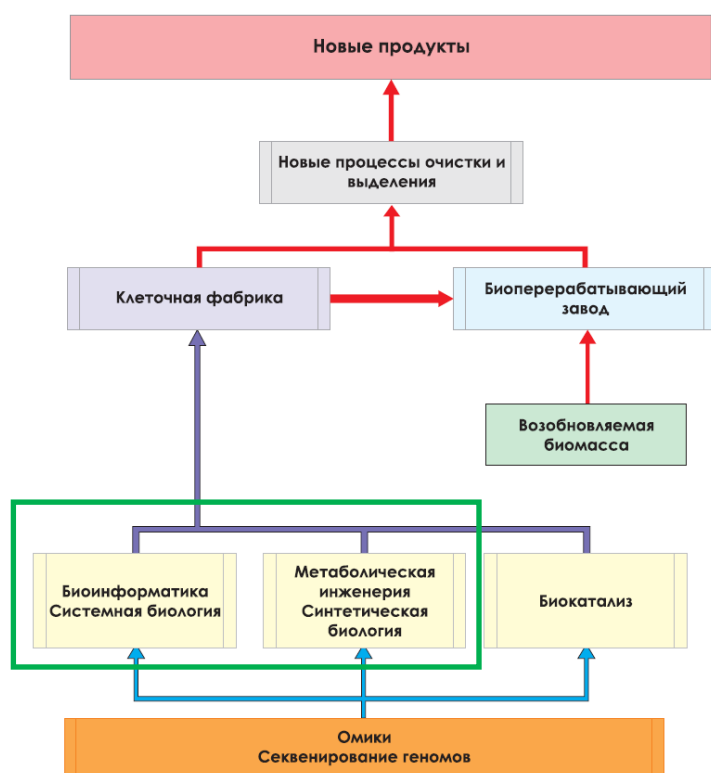 Новые продукты
Новые процессы очистки и
выделения
Клеточная фабрика
Биоперерабатывающий
завод
Возобновляемая
биомасса
Биоинформатика
Системная биология
Метаболическая
инженерия
Синтетическая
биология
Биокатализ
Омики
Секвенирование геномов